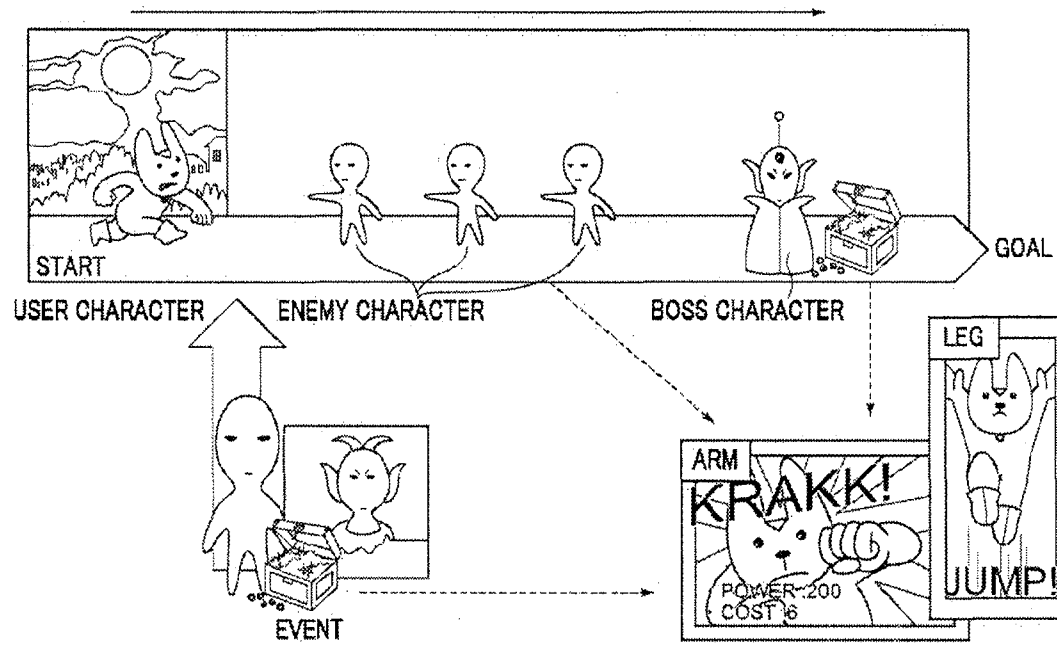 START
GOAL
USER CHARACTER
ENEMY CHARACTER
BOSS CHARACTER
LEG
ARM
KRAKK!
POWER :200
COST :6
JUMP!
EVENT